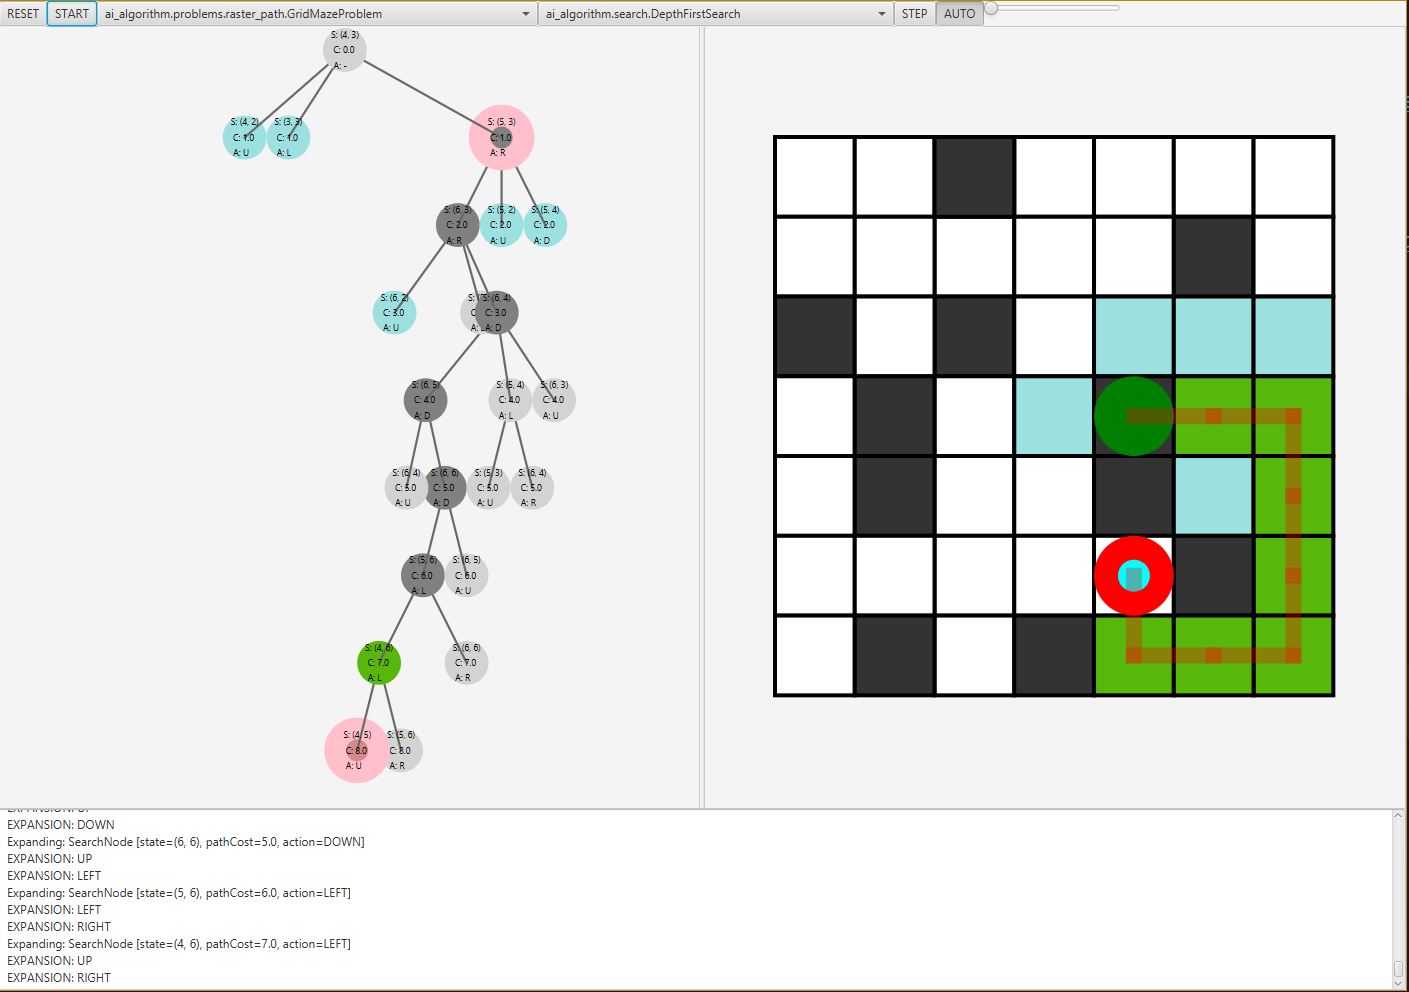 RESET START ai_algorithm.problems.raster_path.GridMazeProblem ai_algorithm.search.DepthFirstSearch STEP AUTO
S: (4, 3)
C: 0.0
A: -
S: (4, 2) S: (3, 3) S: (5, 3)
C: 1.0 C: 1.0 C: 1.0
A: U A: L A: R
S: (6, 3) S: (5, 2) S: (5, 4)
C: 2.0 C: 2.0 C: 2.0
A: R A: U A: D
S: (6, 2) S: (6, 4)
C: 3.0 C: 3.0
A: U A: D
S: (6, 5) S: (5, 4) S: (6, 3)
C: 4.0 C: 4.0 C: 4.0
A: D A: L A: U
S: (6, 4) S: (6, 6) S: (5, 3) S: (6, 4)
C: 5.0 C: 5.0 C: 5.0 C: 5.0
A: U A: D A: U A: R
S: (5, 6) S: (6, 5)
C: 6.0 C: 6.0
A: L A: U
S: (4, 6) S: (6, 6)
C: 7.0 C: 7.0
A: L A: R
S: (4, 5) S: (5, 6)
C: 8.0 C: 8.0
A: U A: R
EXPANSION: DOWN
Expanding: SearchNode [state=(6, 6), pathCost=5.0, action=DOWN]
EXPANSION: UP
EXPANSION: LEFT
Expanding: SearchNode [state=(5, 6), pathCost=6.0, action=LEFT]
EXPANSION: LEFT
EXPANSION: RIGHT
Expanding: SearchNode [state=(4, 6), pathCost=7.0, action=LEFT]
EXPANSION: UP
EXPANSION: RIGHT